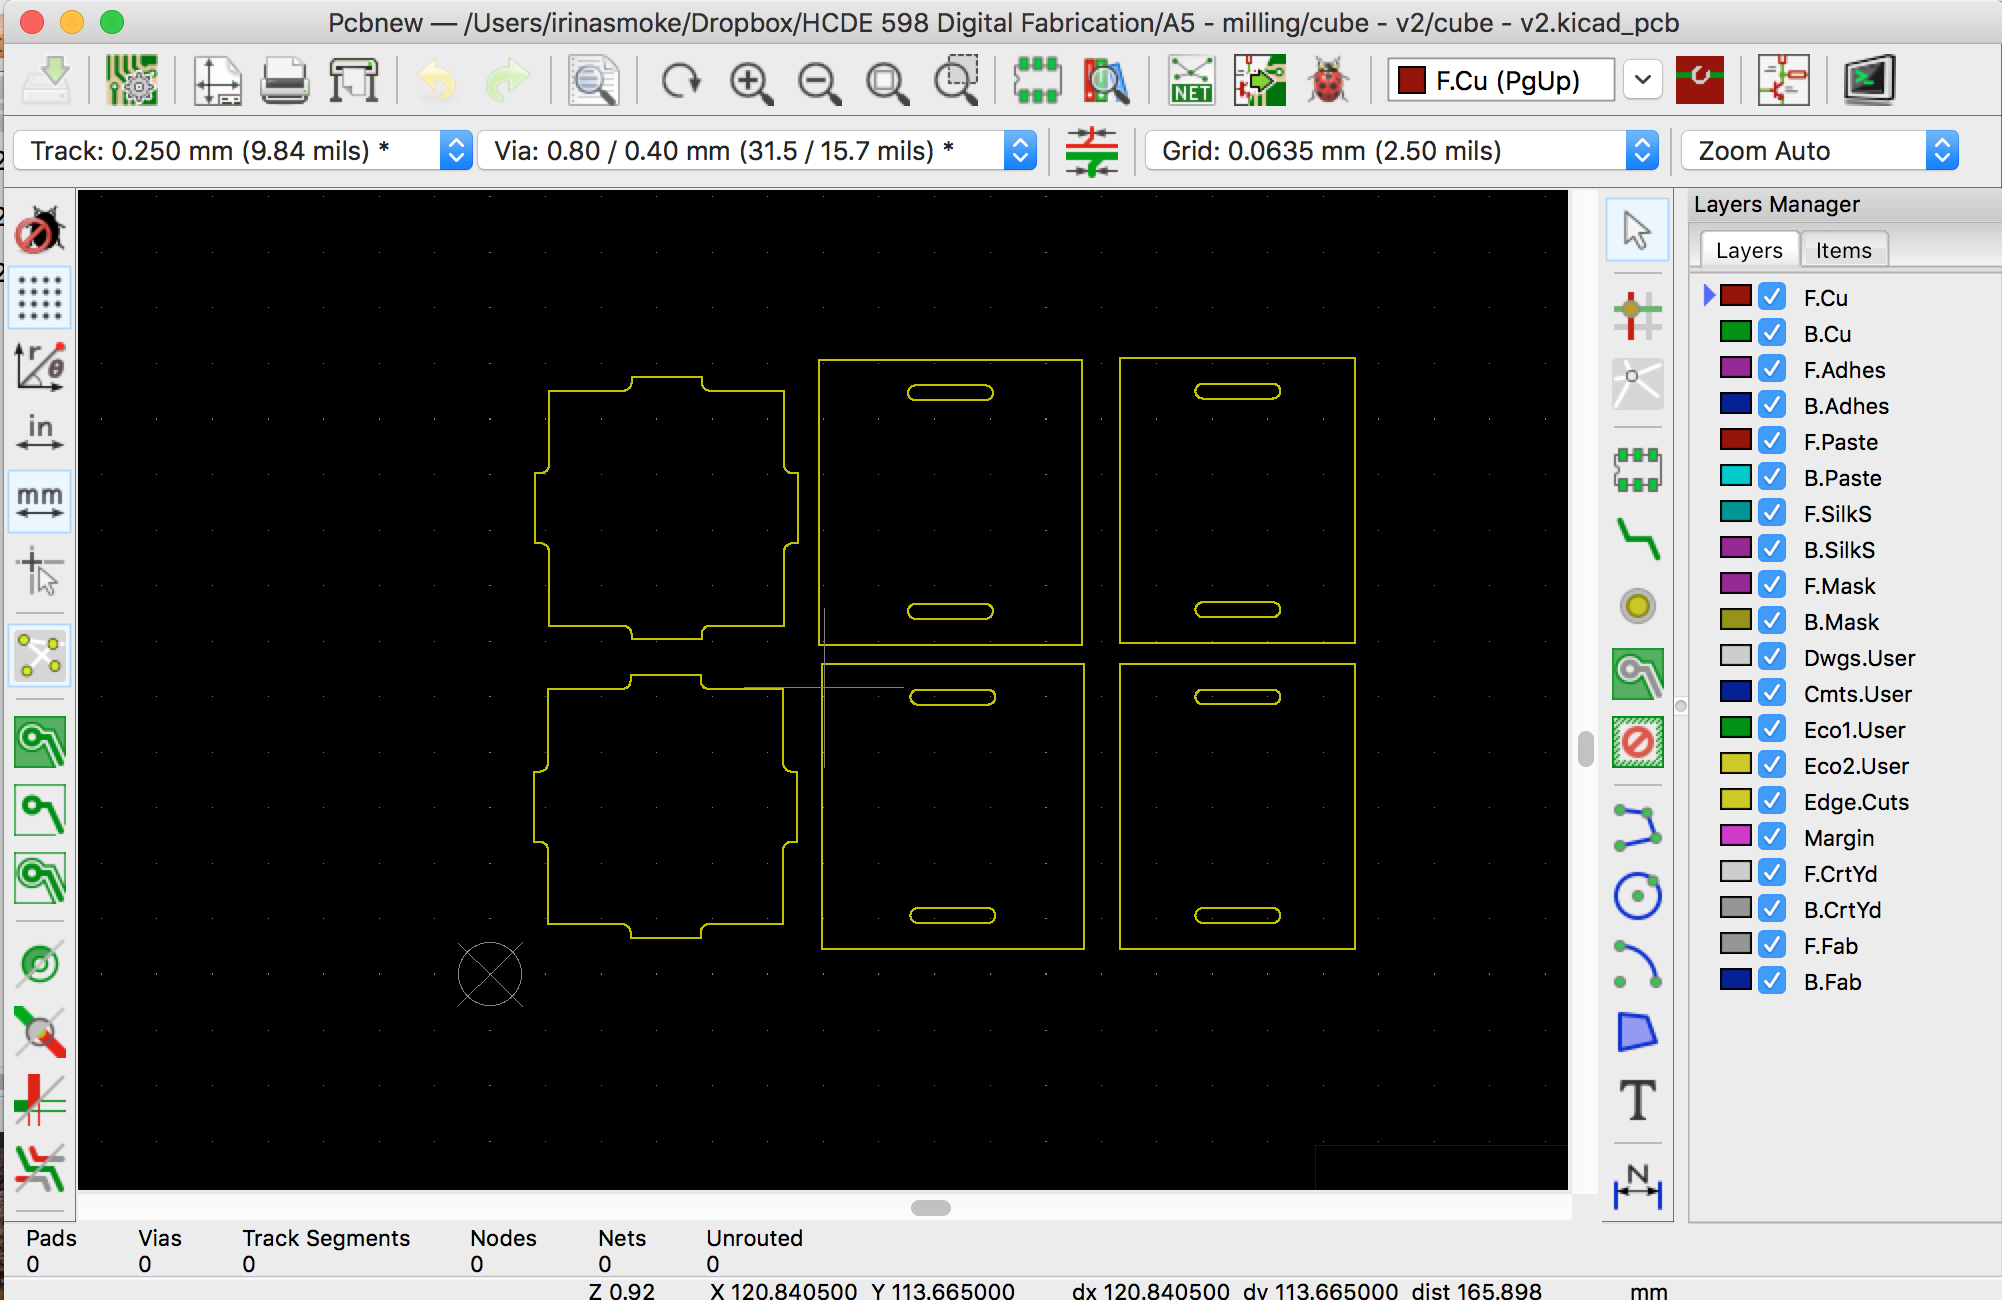 Pcbnew — /Users/irinasmoke/Dropbox/HCDE 598 Digital Fabrication/A5 - milling/cube - v2/cube - v2.kicad_pcb
NET
F.Cu (PgUp)
Track: 0.250 mm (9.84 mils) *
Via: 0.80 / 0.40 mm (31.5 / 15.7 mils) *
Grid: 0.0635 mm (2.50 mils)
Zoom Auto
r
θ
in
mm
T
N
Layers Manager
Layers
Items
F.Cu
B.Cu
F.Adhes
B.Adhes
F.Paste
B.Paste
F.SilkS
B.SilkS
F.Mask
B.Mask
Dwgs.User
Cmts.User
Eco1.User
Eco2.User
Edge.Cuts
Margin
F.CrtYd
B.CrtYd
F.Fab
B.Fab
Pads Vias Track Segments Nodes Nets Unrouted
0 0 0 0 0 0
Z 0.92 X 120.840500 Y 113.665000 dx 120.840500 dy 113.665000 dist 165.898 mm